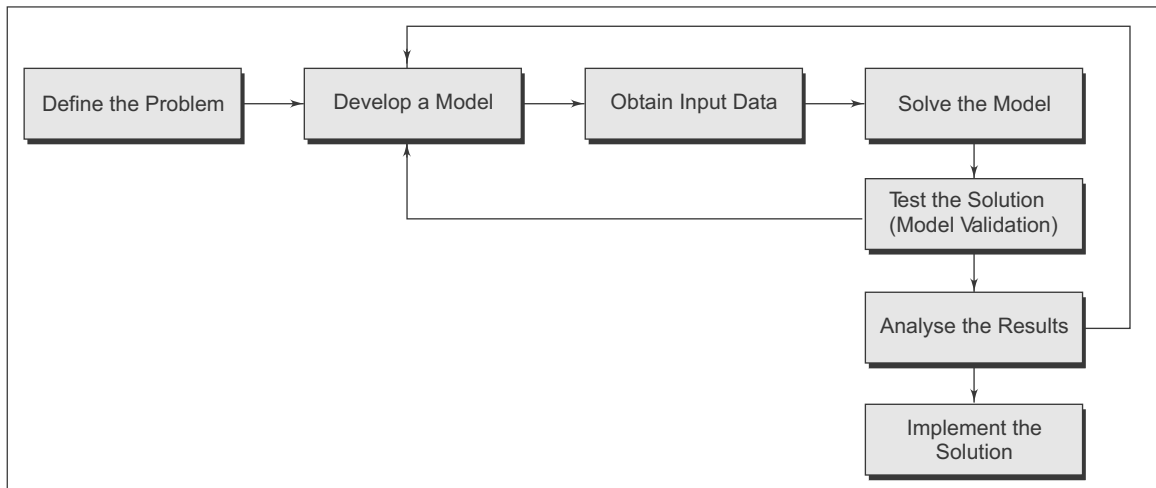 Define the Problem
Develop a Model
Obtain Input Data
Solve the Model
Test the Solution
(Model Validation)
Analyse the Results
Implement the
Solution